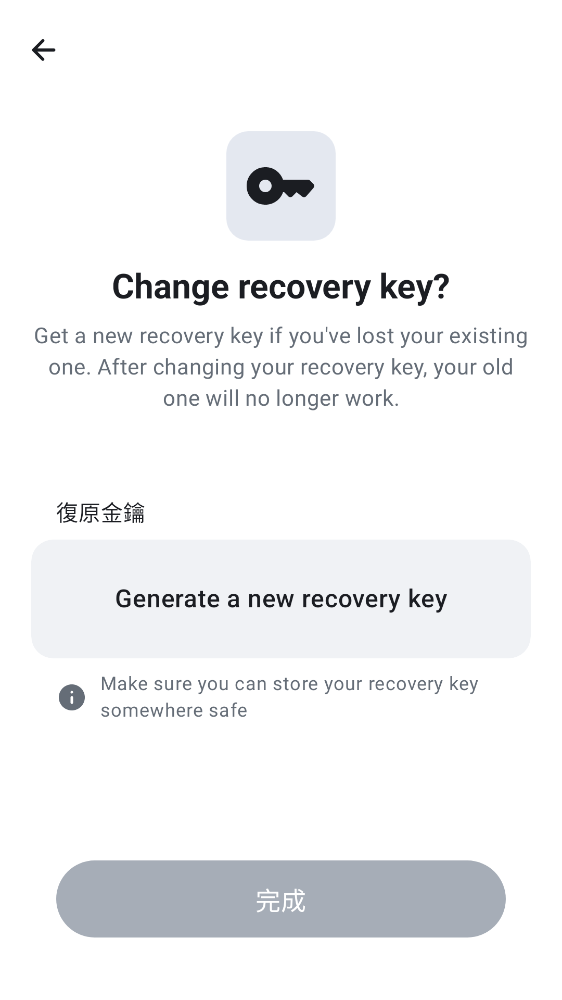 Change recovery key?
Get a new recovery key if you've lost your existing
one. After changing your recovery key, your old
one will no longer work.
復原金鑰
Generate a new recovery key
Make sure you can store your recovery key
somewhere safe
完成